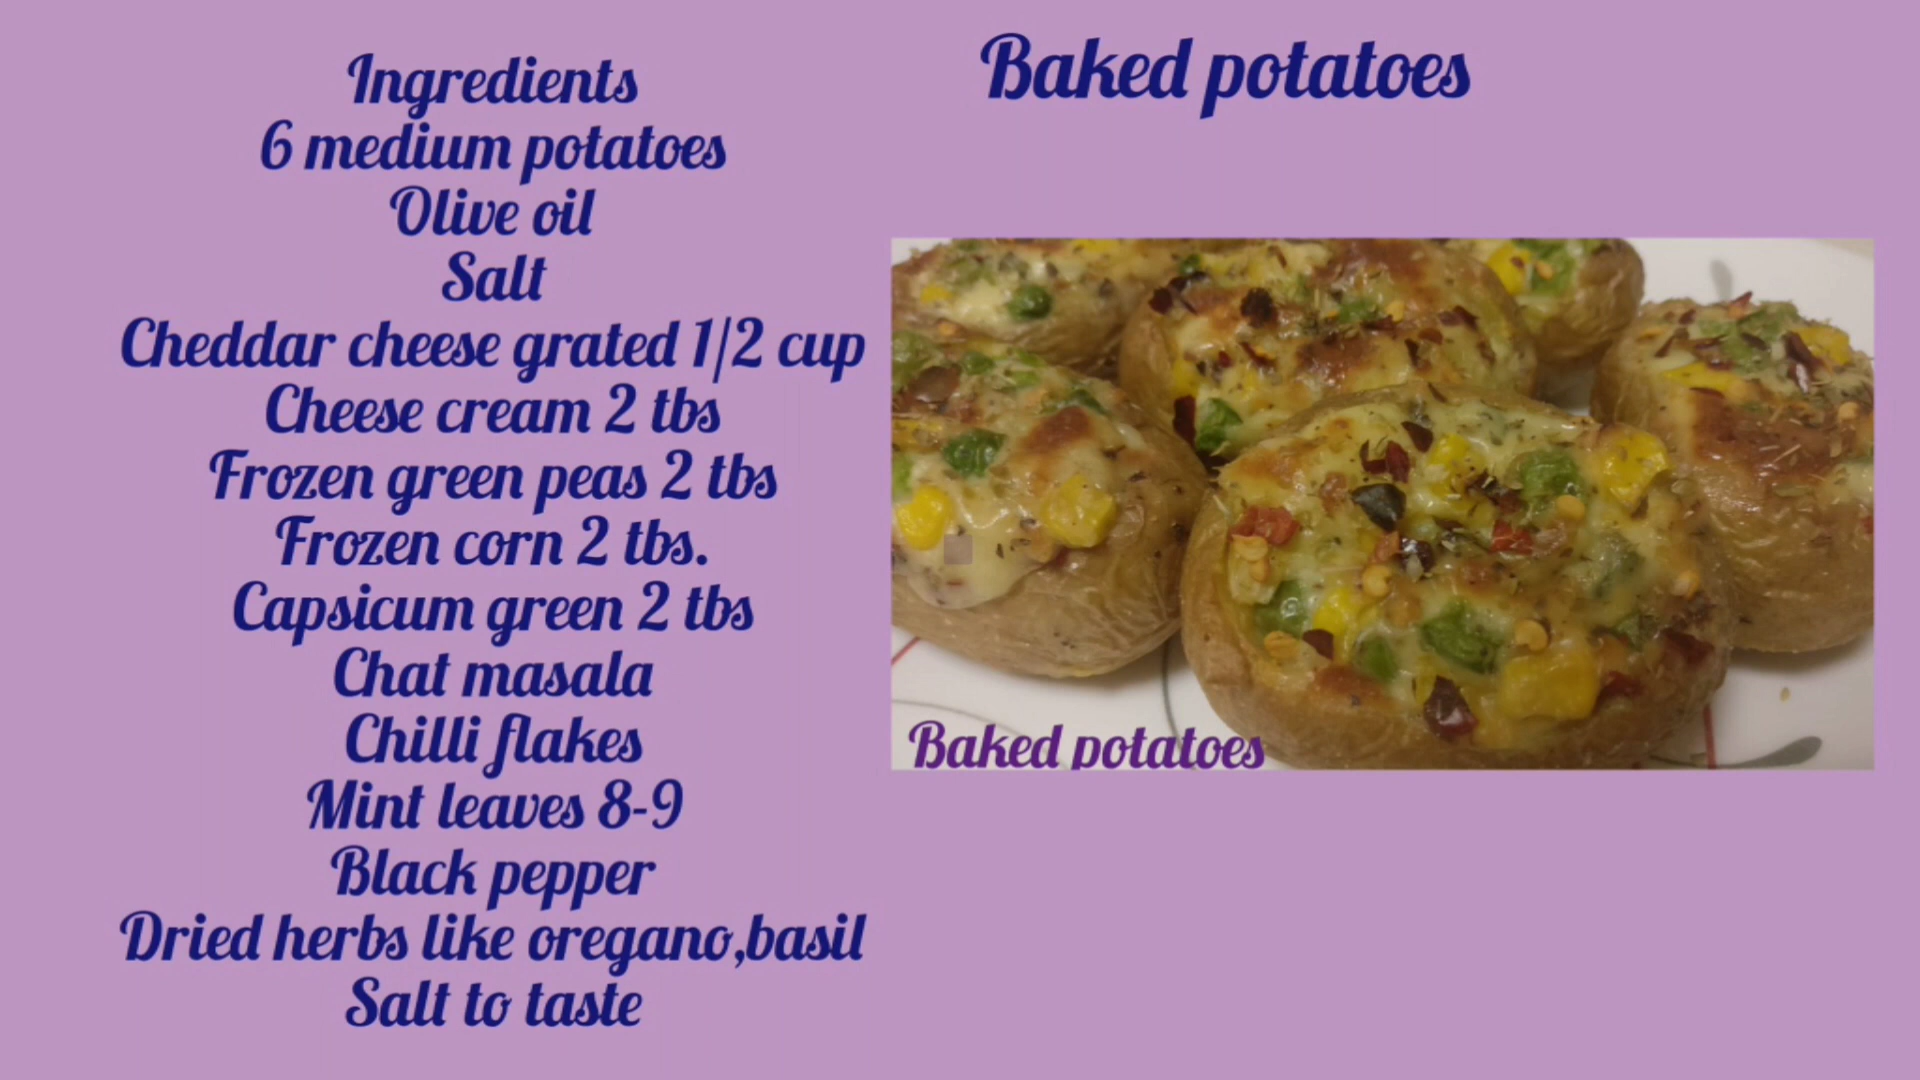 Baked potatoes
Ingredients
6 medium potatoes
Olive oil
Salt
Cheddar cheese grated 1/2 cup
Cheese cream 2 tbs
Frozen green peas 2 tbs
Frozen corn 2 tbs.
Capsicum green 2 tbs
Chat masala
Chilli flakes
Mint leaves 8-9
Black pepper
Dried herbs like oregano,basil
Salt to taste
Baked potatoes